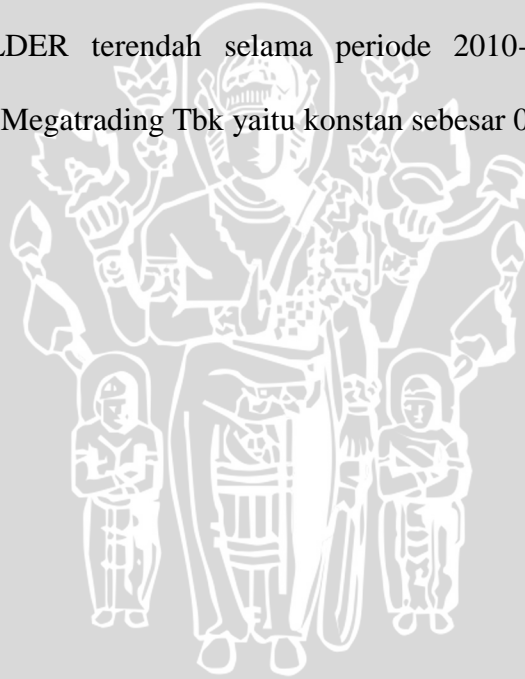 LDER terendah selama periode 2010-
Megatrading Tbk yaitu konstan sebesar 0